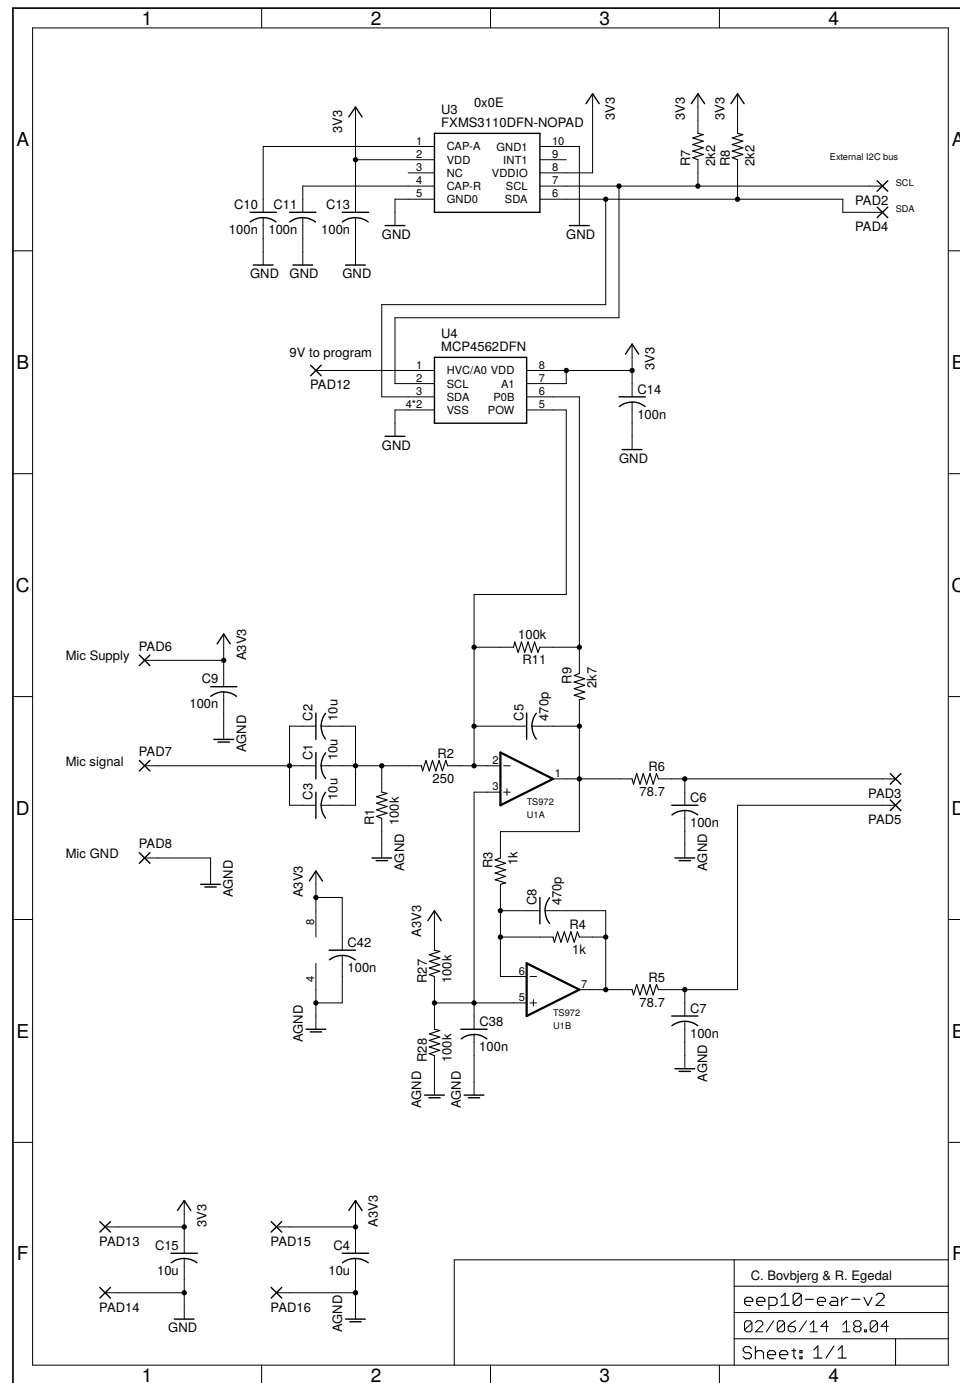 1 2 3 4
A A
0x0E
U3
FXMS3110DFN-NOPAD
3V3
3V3
3V3
3V3
1 CAP-A GND1 10
2 VDD INT1 9
3 NC VDDIO 8
4 CAP-R SCL 7
5 GND0 SDA 6
R7
2k2
R8
2k2
External I2C bus
SCL
PAD2
SDA
PAD4
C10
100n
C11
100n
C13
100n
GND
GND
GND GND GND
B B
U4
MCP4562DFN
9V to program
PAD12
1 HVC/A0 VDD 8
2 SCL A1 7
3 SDA P0B 6
4*2 VSS POW 5
3V3
C14
100n
GND
GND
C C
Mic Supply
PAD6
A3V3
C9
100n
AGND
100k
R11
R9
2k7
C5
470p
Mic signal
PAD7
C2
10u
C1
10u
C3
10u
R2
250
R1
100k
AGND
2
3
1
TS972
U1A
R6
78.7
C6
100n
AGND
PAD3
PAD5
D D
Mic GND
PAD8
AGND
R3
1k
A3V3
8
4
C42
100n
AGND
A3V3
R27
100k
R28
100k
AGND
C38
100n
AGND
C8
470p
R4
1k
6
5
7
TS972
U1B
R5
78.7
C7
100n
AGND
E E
F F
PAD13
3V3
C15
10u
PAD14
GND
PAD15
A3V3
C4
10u
PAD16
AGND
C. Bovbjerg & R. Egedal
eep10-ear-v2
02/06/14 18.04
Sheet: 1/1
1 2 3 4